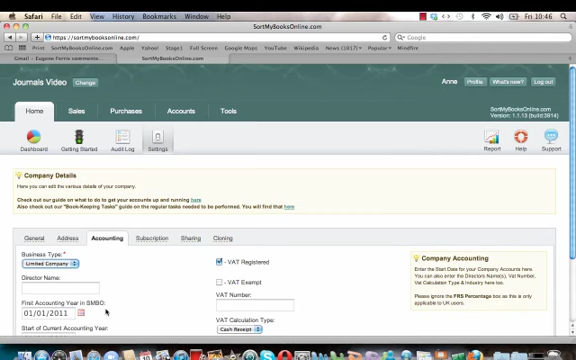 Safari File Edit View History Bookmarks Window Help Fri 10:46
SortMyBooksOnline.com
https://sortmybooksonline.com/ Google
Print Gmail Google Apple Yahoo! Stage1 Full Screen Google Maps YouTube Wikipedia News (1017) Popular Mindfire
Gmail - Eugene Farris comments... SortMyBooksOnline.com
Journals Video Change Anne Profile What's new? Log out
Home Sales Purchases Accounts Tools
SortMyBooksOnline.com
Version: 1.1.13 (build:3914)
Dashboard Getting Started Audit Log Settings Report Help Support
Company Details
Here you can edit the various details of your company.
Check out our guide on what to do to get your accounts up and running here
Also check out our "Book-Keeping Tasks" guide on the regular tasks needed to be performed. You will find that here
General Address Accounting Subscription Sharing Cloning
Business Type:*
Limited Company
Director Name:
First Accounting Year in SMBO:
01/01/2011
Start of Current Accounting Year:
- VAT Registered
- VAT Exempt
VAT Number:
VAT Calculation Type:
Cash Receipt
Company Accounting
Enter the Start Date for your Company Accounts here.
You can also enter the Directors Name(s), Vat Number,
Vat Calculation Type & Industry here too.
Please ignore the FRS Percentage box as this is only
applicable to UK users.